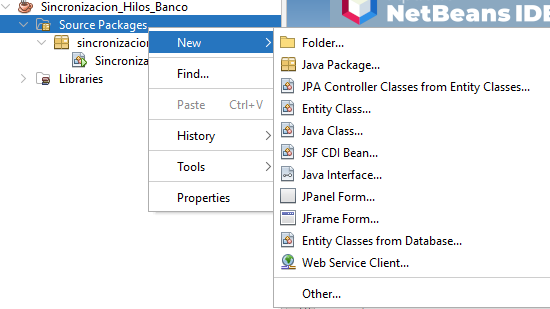 Sincronizacion_Hilos_Banco
NetBeans IDE
Source Packages
sincronizacion
Sincroniza
Libraries
New
Find...
Paste Ctrl+V
History
Tools
Properties
Folder...
Java Package...
JPA Controller Classes from Entity Classes...
Entity Class...
Java Class...
JSF CDI Bean...
Java Interface...
JPanel Form...
JFrame Form...
Entity Classes from Database...
Web Service Client...
Other...